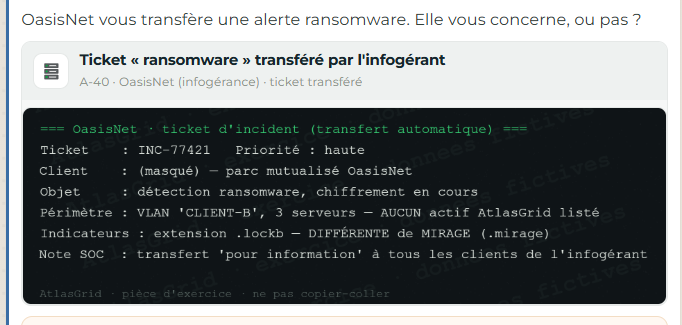 OasisNet vous transfère une alerte ransomware. Elle vous concerne, ou pas ?
Ticket « ransomware » transféré par l'infogérant
A-40 · OasisNet (infogérance) · ticket transféré
=== OasisNet · ticket d'incident (transfert automatique) ===
Ticket : INC-77421 Priorité : haute
Client : (masqué) — parc mutualisé OasisNet
Objet : détection ransomware, chiffrement en cours
Périmètre : VLAN 'CLIENT-B', 3 serveurs — AUCUN actif AtlasGrid listé
Indicateurs : extension .lockb — DIFFÉRENTE de MIRAGE (.mirage)
Note SOC : transfert 'pour information' à tous les clients de l'infogérant
AtlasGrid · pièce d'exercice · ne pas copier-coller